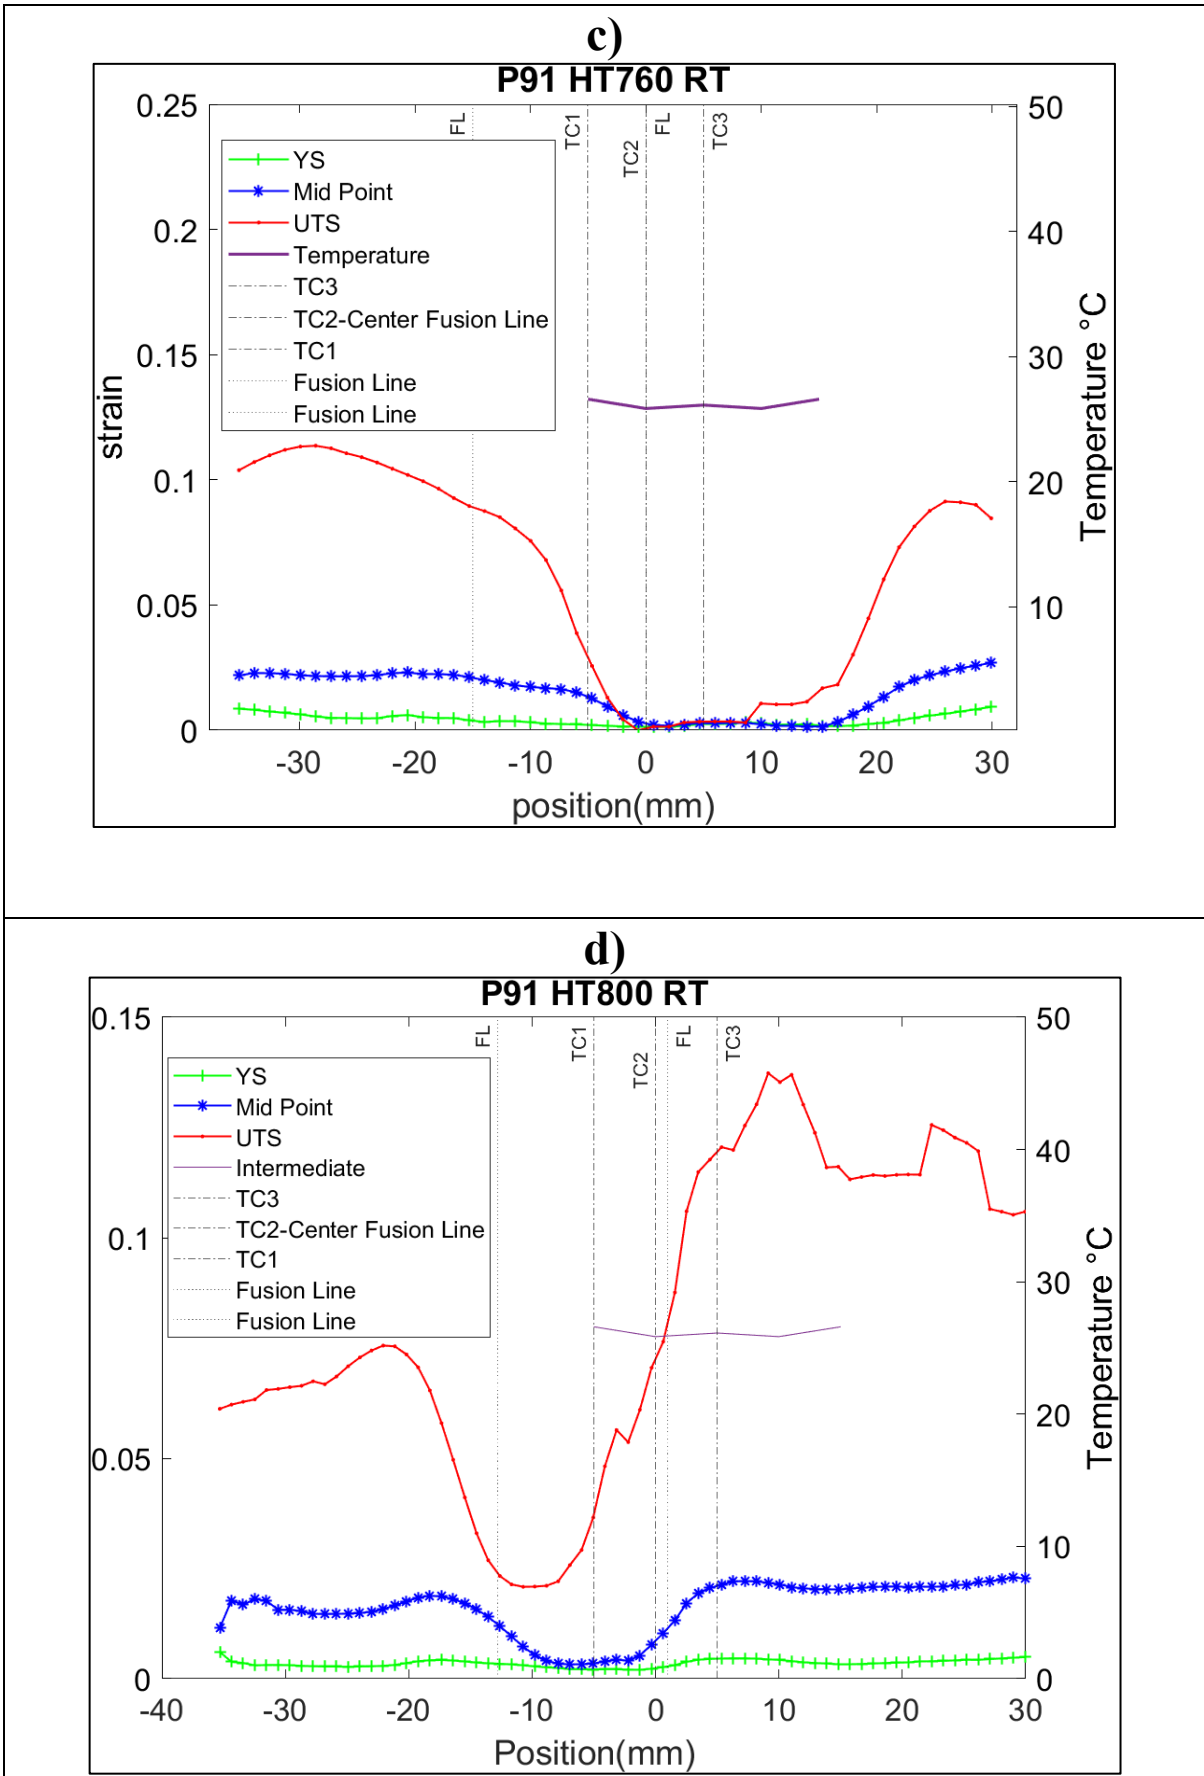 c)
P91 HT760 RT
0.25
0.2
0.15
0.1
0.05
0
strain
FL
TC1
TC2
FL
TC3
YS
Mid Point
UTS
Temperature
TC3
TC2-Center Fusion Line
TC1
Fusion Line
Fusion Line
50
40
30
20
10
Temperature °C
-30 -20 -10 0 10 20 30
position(mm)
d)
P91 HT800 RT
0.15
0.1
0.05
0
FL
TC1
TC2
FL
TC3
YS
Mid Point
UTS
Intermediate
TC3
TC2-Center Fusion Line
TC1
Fusion Line
Fusion Line
50
40
30
20
10
0
Temperature °C
-40 -30 -20 -10 0 10 20 30
Position(mm)